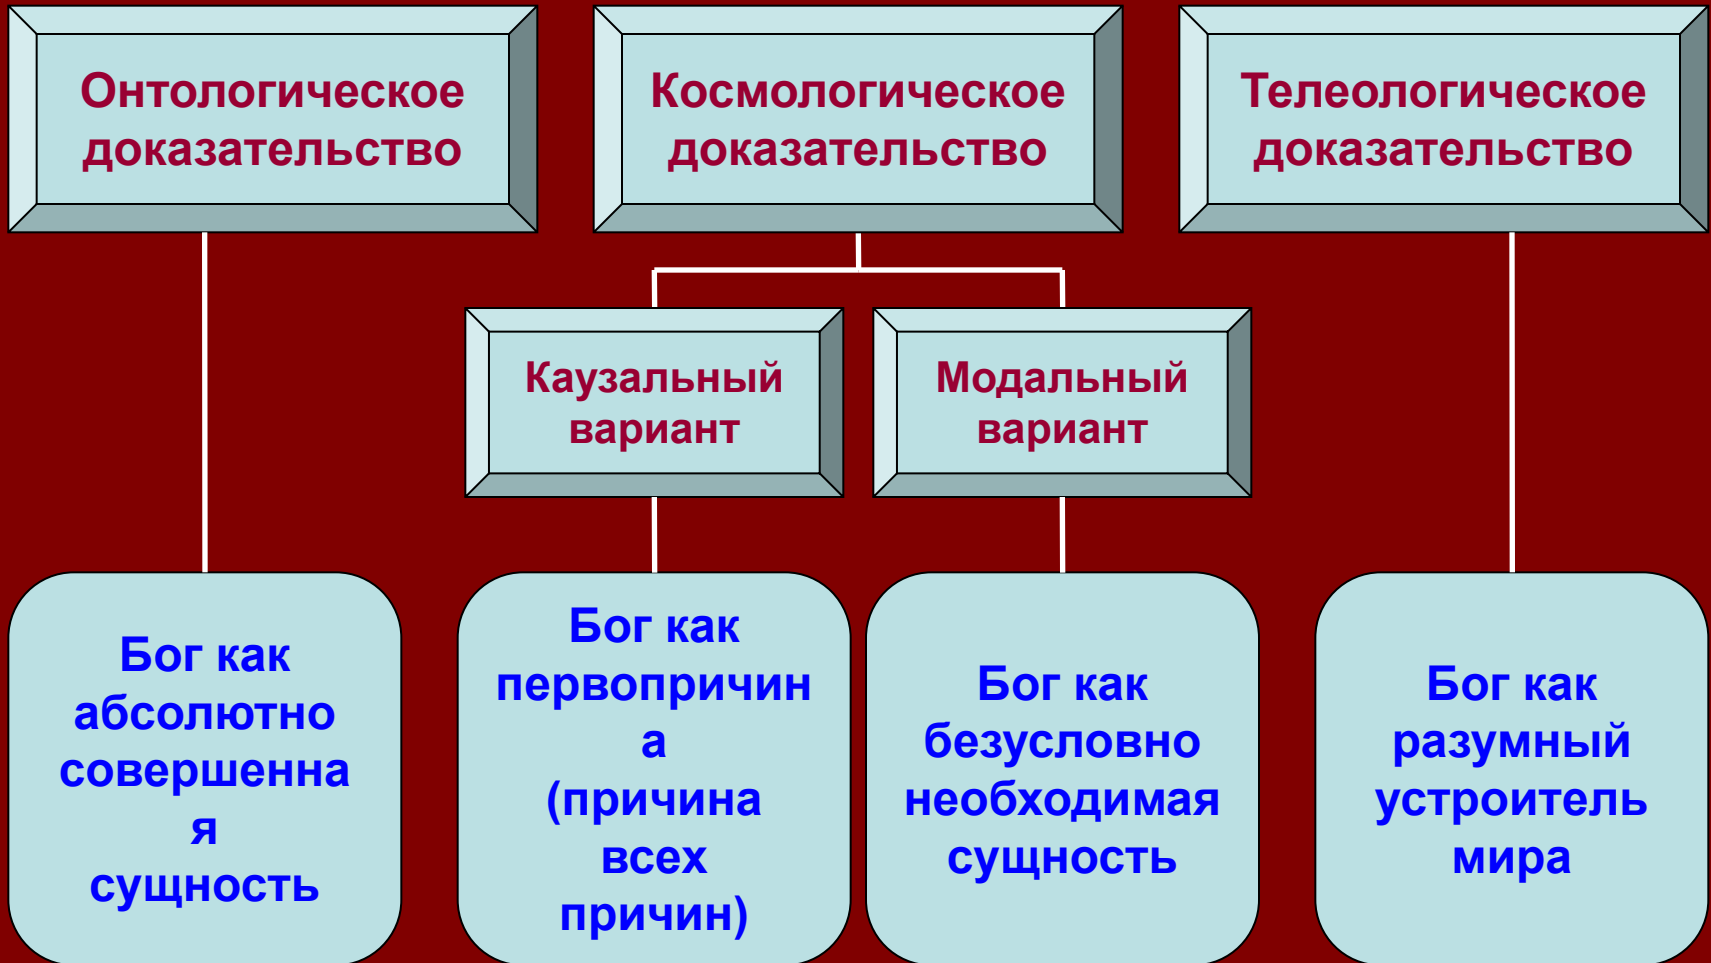 Онтологическое
доказательство
Космологическое
доказательство
Телеологическое
доказательство
Каузальный
вариант
Модальный
вариант
Бог как
абсолютно
совершенна
я
сущность
Бог как
первопричин
а
(причина
всех
причин)
Бог как
безусловно
необходимая
сущность
Бог как
разумный
устроитель
мира